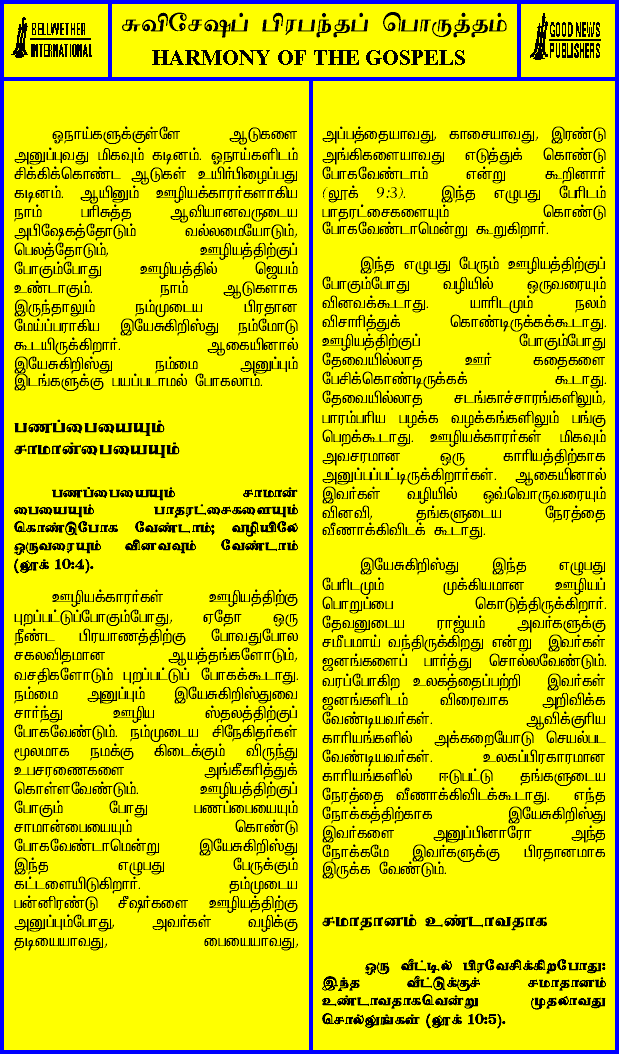 BELLWETHER
INTERNATIONAL
சுவிசேஷப் பிரபந்தப் பொருத்தம்
HARMONY OF THE GOSPELS
GOOD NEWS
PUBLISHERS
ஓநாய்களுக்குள்ளே ஆடுகளை
அனுப்புவது மிகவும் கடினம். ஓநாய்களிடம்
சிக்கிக்கொண்ட ஆடுகள் உயிர்பிழைப்பது
கடினம். ஆயினும் ஊழியக்காரர்களாகிய
நாம் பரிசுத்த ஆவியானவருடைய
அபிஷேகத்தோடும் வல்லமையோடும்,
பெலத்தோடும், ஊழியத்திற்குப்
போகும்போது ஊழியத்தில் ஜெயம்
உண்டாகும். நாம் ஆடுகளாக
இருந்தாலும் நம்முடைய பிரதான
மேய்ப்பராகிய இயேசுகிறிஸ்து நம்மோடு
கூடயிருக்கிறார். ஆகையினால்
இயேசுகிறிஸ்து நம்மை அனுப்பும்
இடங்களுக்கு பயப்படாமல் போகலாம்.
பணப்பையையும்
சாமான்பையையும்
பணப்பையையும் சாமான்
பையையும் பாதரட்சைகளையும்
கொண்டுபோக வேண்டாம்; வழியிலே
ஒருவரையும் வினவவும் வேண்டாம்
(லூக் 10:4).
ஊழியக்காரர்கள் ஊழியத்திற்கு
புறப்பட்டுப்போகும்போது, ஏதோ ஒரு
நீண்ட பிரயாணத்திற்கு போவதுபோல
சகலவிதமான ஆயத்தங்களோடும்,
வசதிகளோடும் புறப்பட்டுப் போகக்கூடாது.
நம்மை அனுப்பும் இயேசுகிறிஸ்துவை
சார்ந்து ஊழிய ஸ்தலத்திற்குப்
போகவேண்டும். நம்முடைய சிநேகிதர்கள்
மூலமாக நமக்கு கிடைக்கும் விருந்து
உபசரணைகளை அங்கீகரித்துக்
கொள்ளவேண்டும். ஊழியத்திற்குப்
போகும் போது பணப்பையையும்
சாமான்பையையும் கொண்டு
போகவேண்டாமென்று இயேசுகிறிஸ்து
இந்த எழுபது பேருக்கும்
கட்டளையிடுகிறார். தம்முடைய
பன்னிரண்டு சீஷர்களை ஊழியத்திற்கு
அனுப்பும்போது, அவர்கள் வழிக்கு
தடியையாவது, பையையாவது,
அப்பத்தையாவது, காசையாவது, இரண்டு
அங்கிகளையாவது எடுத்துக் கொண்டு
போகவேண்டாம் என்று கூறினார்
(லூக் 9:3). இந்த எழுபது பேரிடம்
பாதரட்சைகளையும் கொண்டு
போகவேண்டாமென்று கூறுகிறார்.
இந்த எழுபது பேரும் ஊழியத்திற்குப்
போகும்போது வழியில் ஒருவரையும்
வினவக்கூடாது. யாரிடமும் நலம்
விசாரித்துக் கொண்டிருக்கக்கூடாது.
ஊழியத்திற்குப் போகும்போது
தேவையில்லாத ஊர் கதைகளை
பேசிக்கொண்டிருக்கக் கூடாது.
தேவையில்லாத சடங்காச்சாரங்களிலும்,
பாரம்பரிய பழக்க வழக்கங்களிலும் பங்கு
பெறக்கூடாது. ஊழியக்காரர்கள் மிகவும்
அவசரமான ஒரு காரியத்திற்காக
அனுப்பப்பட்டிருக்கிறார்கள். ஆகையினால்
இவர்கள் வழியில் ஒவ்வொருவரையும்
வினவி, தங்களுடைய நேரத்தை
வீணாக்கிவிடக் கூடாது.
இயேசுகிறிஸ்து இந்த எழுபது
பேரிடமும் முக்கியமான ஊழியப்
பொறுப்பை கொடுத்திருக்கிறார்.
தேவனுடைய ராஜ்யம் அவர்களுக்கு
சமீபமாய் வந்திருக்கிறது என்று இவர்கள்
ஜனங்களைப் பார்த்து சொல்லவேண்டும்.
வரப்போகிற உலகத்தைப்பற்றி இவர்கள்
ஜனங்களிடம் விரைவாக அறிவிக்க
வேண்டியவர்கள். ஆவிக்குரிய
காரியங்களில் அக்கறையோடு செயல்பட
வேண்டியவர்கள். உலகப்பிரகாரமான
காரியங்களில் ஈடுபட்டு தங்களுடைய
நேரத்தை வீணாக்கிவிடக்கூடாது. எந்த
நோக்கத்திற்காக இயேசுகிறிஸ்து
இவர்களை அனுப்பினாரோ அந்த
நோக்கமே இவர்களுக்கு பிரதானமாக
இருக்க வேண்டும்.
சமாதானம் உண்டாவதாக
ஒரு வீட்டில் பிரவேசிக்கிறபோது:
இந்த வீட்டுக்குச் சமாதானம்
உண்டாவதாகவென்று முதலாவது
சொல்லுங்கள் (லூக் 10:5).